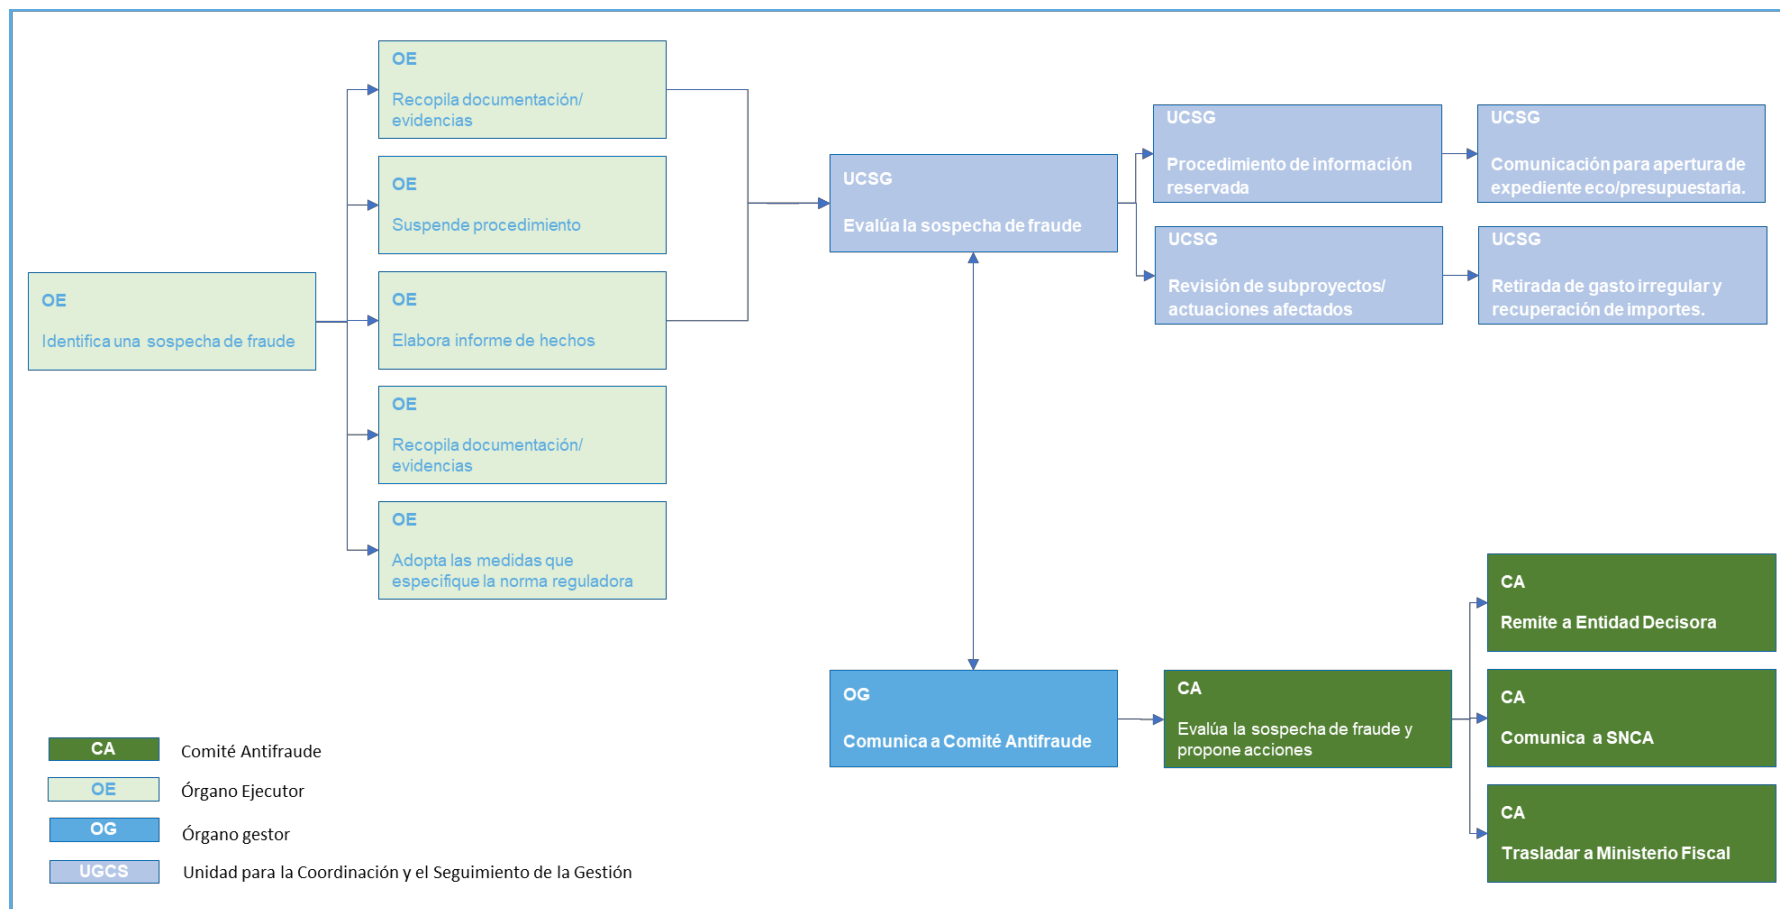 OE
Identifica una sospecha de fraude
OE
Recopila documentación/
evidencias
OE
Suspende procedimiento
OE
Elabora informe de hechos
OE
Recopila documentación/
evidencias
OE
Adopta las medidas que
especifique la norma reguladora
UCSG
Evalúa la sospecha de fraude
UCSG
Procedimiento de información
reservada
UCSG
Comunicación para apertura de
expediente eco/presupuestaria.
UCSG
Revisión de subproyectos/
actuaciones afectados
UCSG
Retirada de gasto irregular y
recuperación de importes.
OG
Comunica a Comité Antifraude
CA
Evalúa la sospecha de fraude y
propone acciones
CA
Remite a Entidad Decisora
CA
Comunica a SNCA
CA
Trasladar a Ministerio Fiscal
CA Comité Antifraude
OE Órgano Ejecutor
OG Órgano gestor
UGCS Unidad para la Coordinación y el Seguimiento de la Gestión